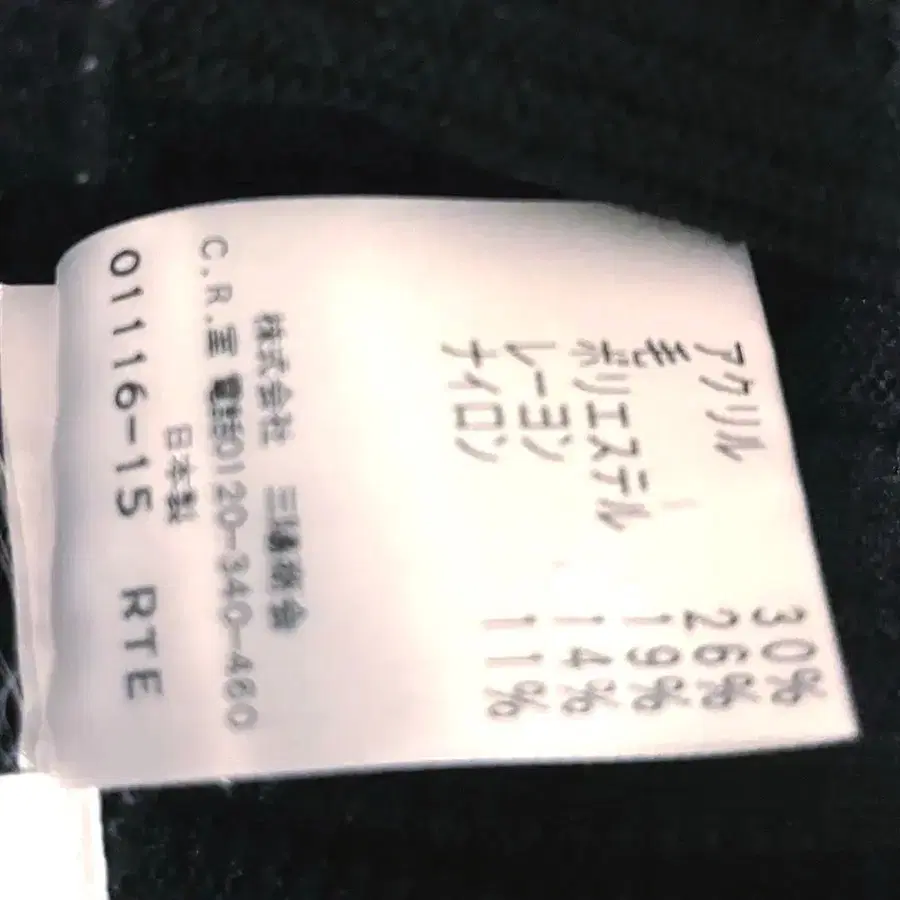 アクリル 30%
毛 26%
ポリエステル 19%
レーヨン 14%
ナイロン 11%
株式会社 三陽商会
C.R.室 電話0120-340-460
日本製
01116-15 RTE